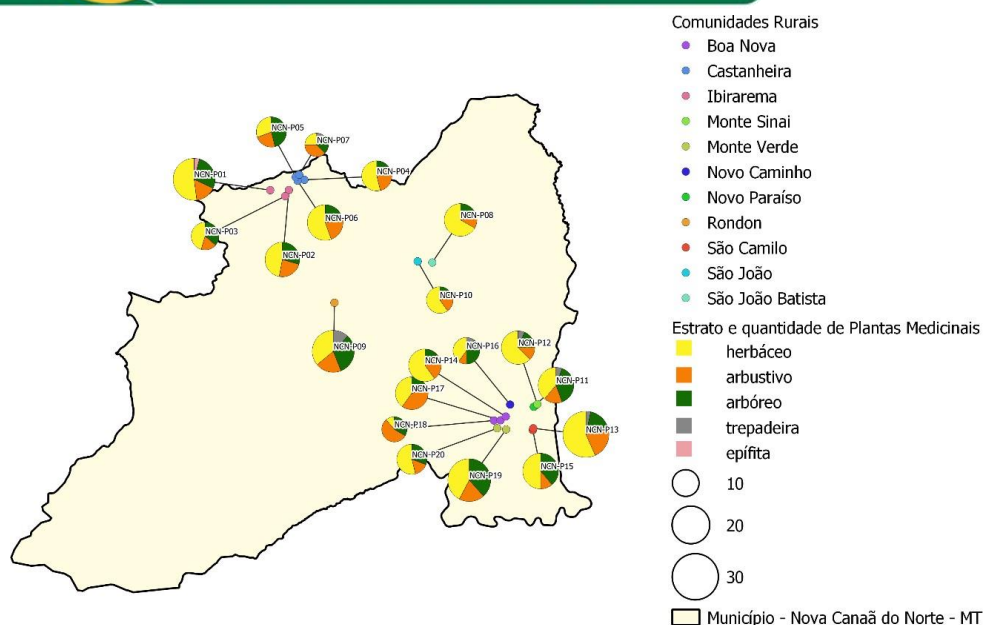 Comunidades Rurais
Boa Nova
Castanheira
Ibirarema
Monte Sinai
Monte Verde
Novo Caminho
Novo Paraíso
Rondon
São Camilo
São João
São João Batista
Estrato e quantidade de Plantas Medicinais
herbáceo
arbustivo
arbóreo
trepadeira
epífita
10
20
30
Município - Nova Canaã do Norte - MT
NCN-P05
NCN-P07
NCN-P04
NCN-P01
NCN-P06
NCN-P08
NCN-P03
NCN-P02
NCN-P10
NCN-P09
NCN-P16
NCN-P12
NCN-P14
NCN-P11
NCN-P17
NCN-P18
NCN-P13
NCN-P20
NCN-P19
NCN-P15